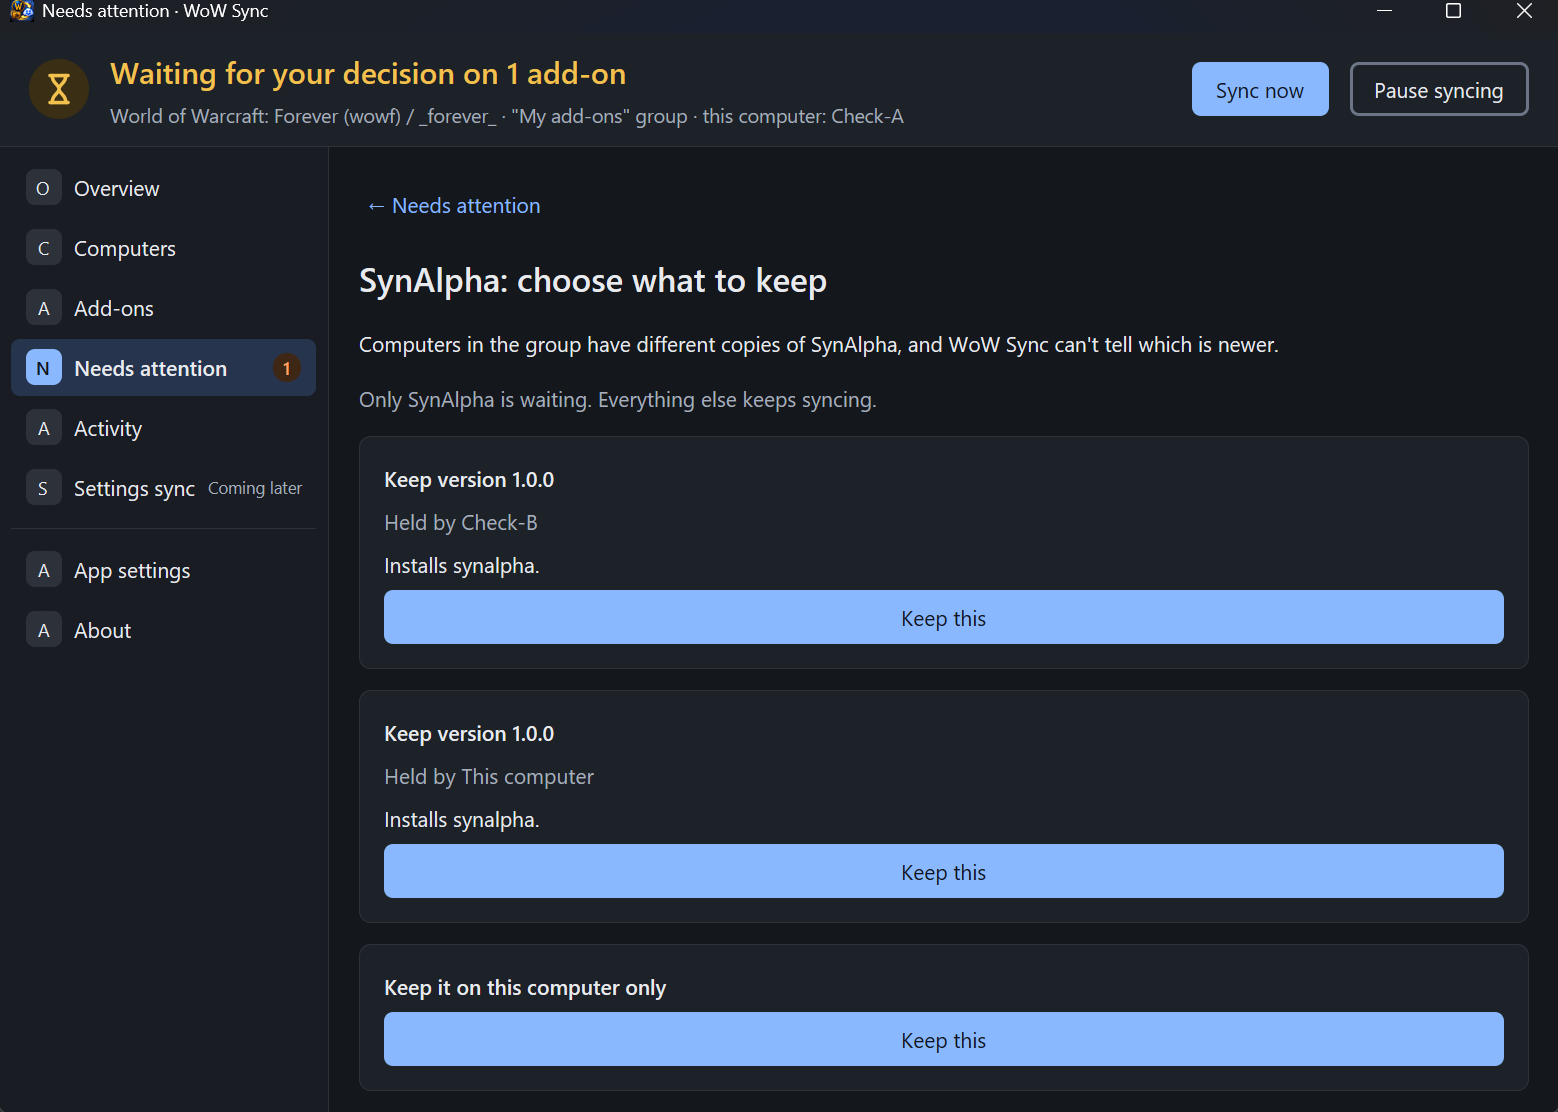 Needs attention · WoW Sync
Waiting for your decision on 1 add-on
World of Warcraft: Forever (wowf) / _forever_ · "My add-ons" group · this computer: Check-A
Sync now
Pause syncing
O Overview
C Computers
A Add-ons
N Needs attention 1
A Activity
S Settings sync Coming later
A App settings
A About
← Needs attention
SynAlpha: choose what to keep
Computers in the group have different copies of SynAlpha, and WoW Sync can't tell which is newer.
Only SynAlpha is waiting. Everything else keeps syncing.
Keep version 1.0.0
Held by Check-B
Installs synalpha.
Keep this
Keep version 1.0.0
Held by This computer
Installs synalpha.
Keep this
Keep it on this computer only
Keep this